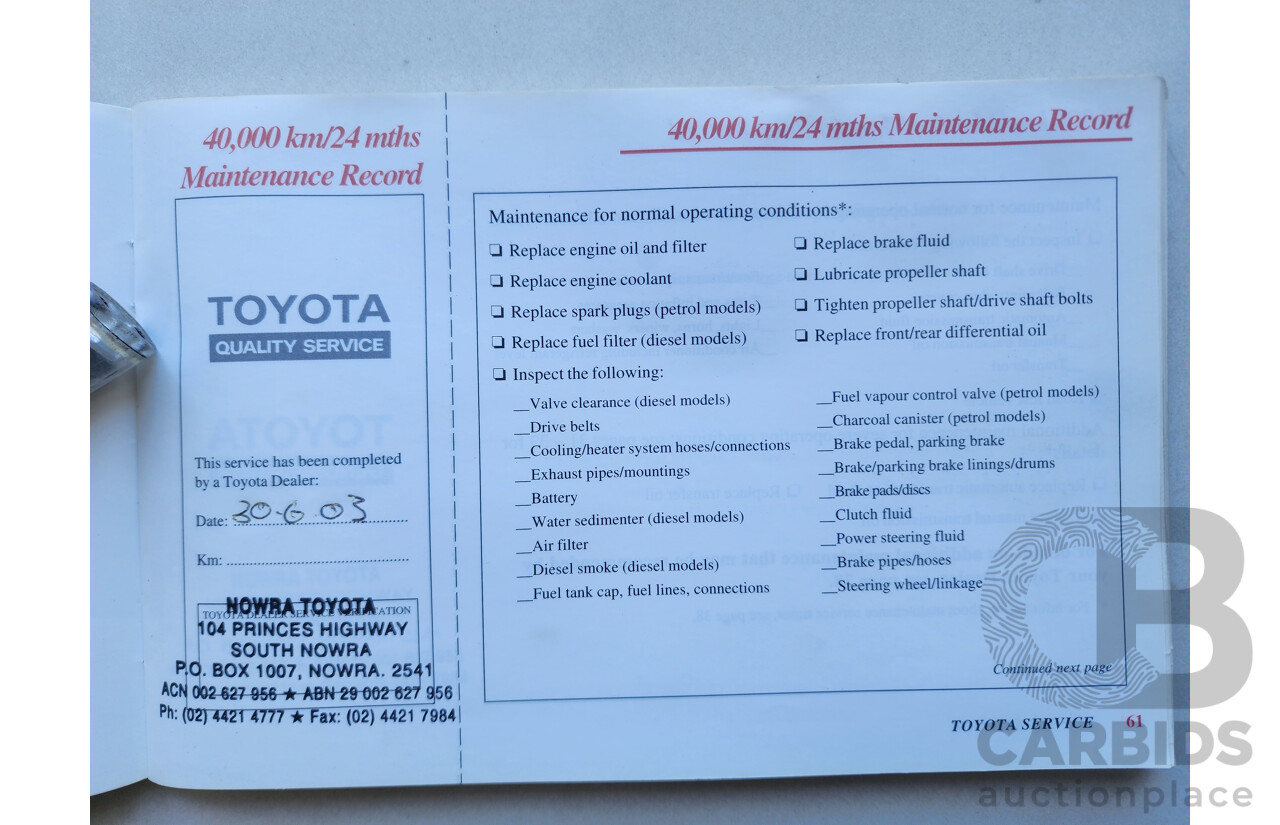 40,000 km/24 mths
Maintenance Record
TOYOTA
QUALITY SERVICE
This service has been completed
by a Toyota Dealer:
Date: 30-6-03
Km:
TOYOTA DEALER SERVICE VERIFICATION
NOWRA TOYOTA
104 PRINCES HIGHWAY
SOUTH NOWRA
P.O. BOX 1007, NOWRA. 2541
ACN 002 627 956 ★ ABN 29 002 627 956
Ph: (02) 4421 4777 ★ Fax: (02) 4421 7984
40,000 km/24 mths Maintenance Record
Maintenance for normal operating conditions*:
❏ Replace engine oil and filter
❏ Replace engine coolant
❏ Replace spark plugs (petrol models)
❏ Replace fuel filter (diesel models)
❏ Replace brake fluid
❏ Lubricate propeller shaft
❏ Tighten propeller shaft/drive shaft bolts
❏ Replace front/rear differential oil
❏ Inspect the following:
__Valve clearance (diesel models)
__Drive belts
__Cooling/heater system hoses/connections
__Exhaust pipes/mountings
__Battery
__Water sedimenter (diesel models)
__Air filter
__Diesel smoke (diesel models)
__Fuel tank cap, fuel lines, connections
__Fuel vapour control valve (petrol models)
__Charcoal canister (petrol models)
__Brake pedal, parking brake
__Brake/parking brake linings/drums
__Brake pads/discs
__Clutch fluid
__Power steering fluid
__Brake pipes/hoses
__Steering wheel/linkage
Continued next page
TOYOTA SERVICE 61
CB
CARBIDS
auctionplace